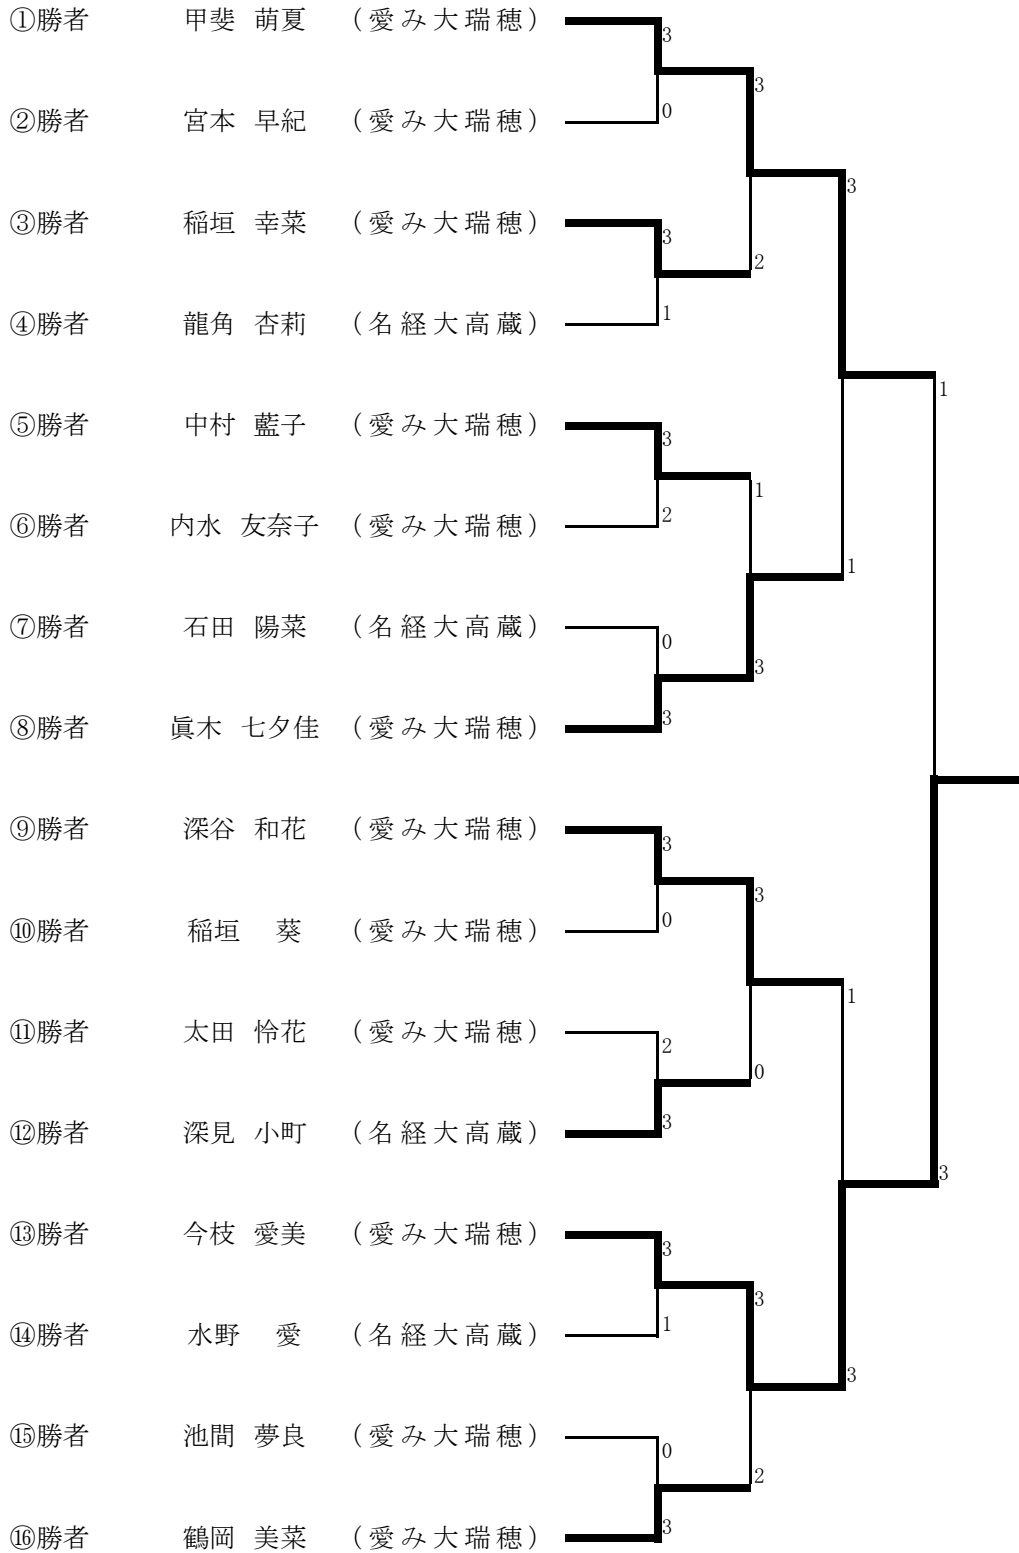 ①勝者 甲斐 萌夏 (愛み大瑞穂)
3
3
②勝者 宮本 早紀 (愛み大瑞穂)
0
3
③勝者 稲垣 幸菜 (愛み大瑞穂)
3
2
④勝者 龍角 杏莉 (名経大高蔵)
1
1
⑤勝者 中村 藍子 (愛み大瑞穂)
3
1
⑥勝者 内水 友奈子 (愛み大瑞穂)
2
1
⑦勝者 石田 陽菜 (名経大高蔵)
0
3
⑧勝者 眞木 七夕佳 (愛み大瑞穂)
3
⑨勝者 深谷 和花 (愛み大瑞穂)
3
3
⑩勝者 稲垣 葵 (愛み大瑞穂)
0
1
⑪勝者 太田 怜花 (愛み大瑞穂)
2
0
⑫勝者 深見 小町 (名経大高蔵)
3
3
⑬勝者 今枝 愛美 (愛み大瑞穂)
3
3
⑭勝者 水野 愛 (名経大高蔵)
1
3
⑮勝者 池間 夢良 (愛み大瑞穂)
0
2
⑯勝者 鶴岡 美菜 (愛み大瑞穂)
3